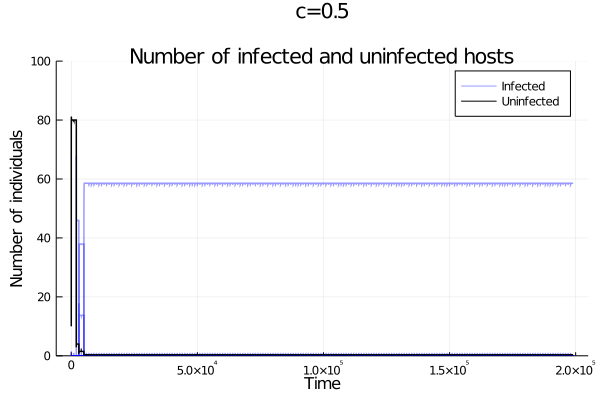 c=0.5
Number of infected and uninfected hosts
100
Infected
Uninfected
80
60
40
20
0
Number of individuals
0
5.0×10⁴
1.0×10⁵
1.5×10⁵
2.0×10⁵
Time